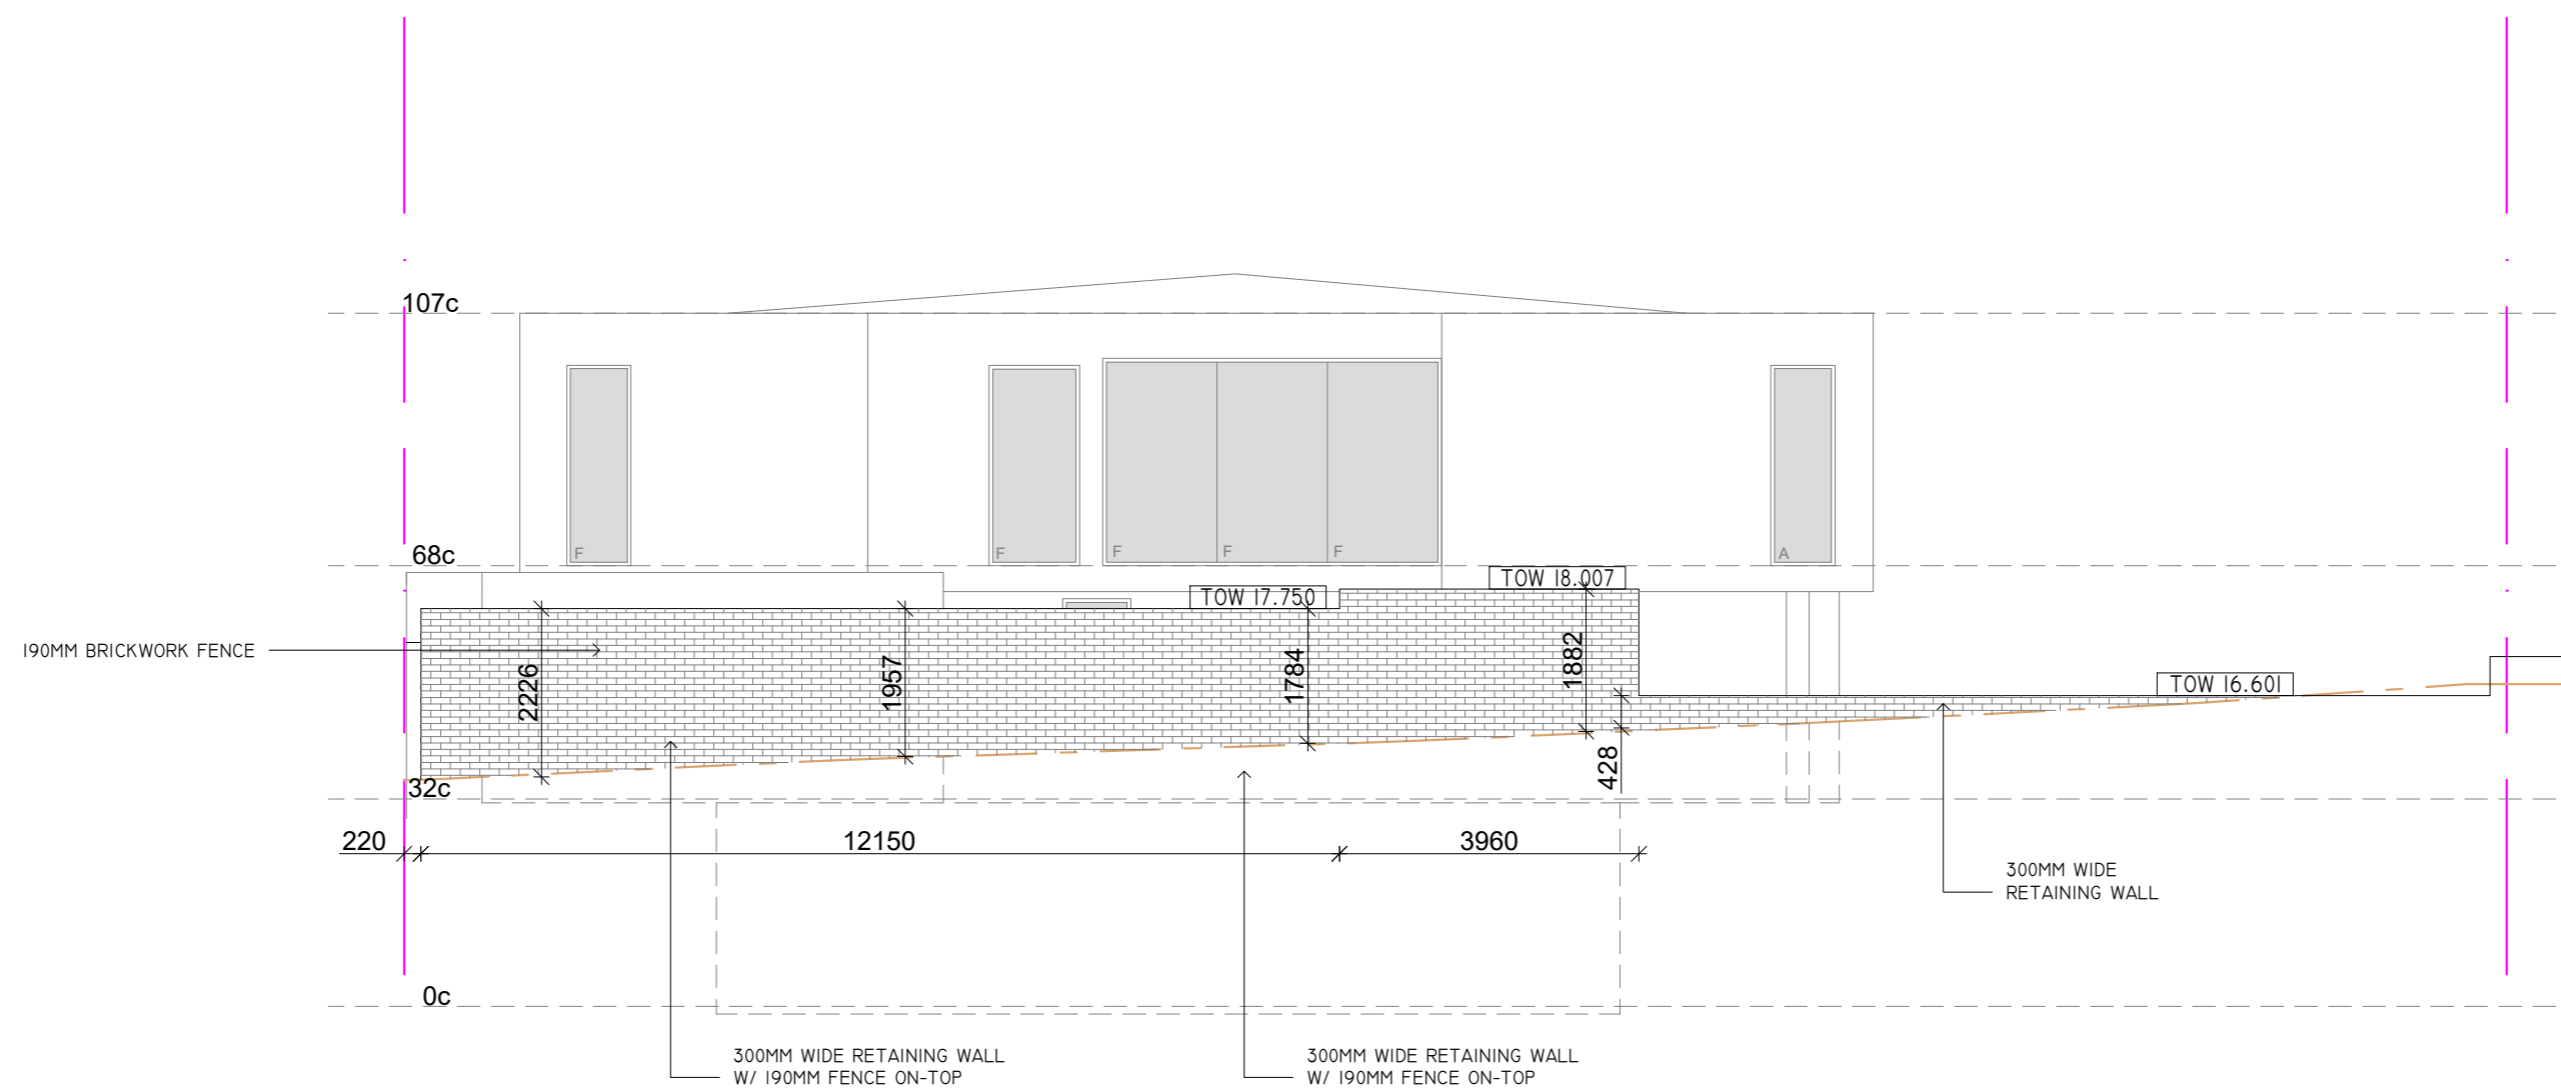 107c
F
F
F
F
F
A
68c
TOW 18.007
TOW 17.750
190MM BRICKWORK FENCE
2226
1957
1784
1882
TOW 16.601
428
32c
220
12150
3960
300MM WIDE
RETAINING WALL
0c
300MM WIDE RETAINING WALL
W/ 190MM FENCE ON-TOP
300MM WIDE RETAINING WALL
W/ 190MM FENCE ON-TOP